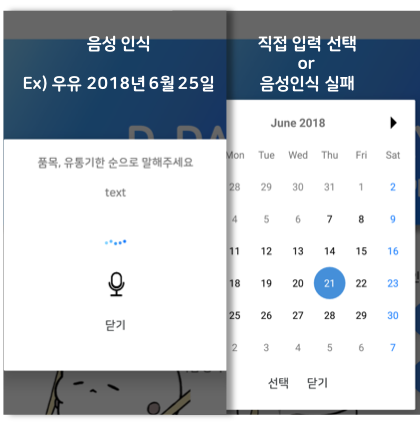 음성 인식
Ex) 우유 2018년 6월 25일
품목, 유통기한 순으로 말해주세요
text
닫기
직접 입력 선택
or
음성인식 실패
June 2018
Mon Tue Wed Thu Fri Sat
28 29 30 31 1 2
4 5 6 7 8 9
11 12 13 14 15 16
18 19 20 21 22 23
25 26 27 28 29 30
2 3 4 5 6 7
선택 닫기